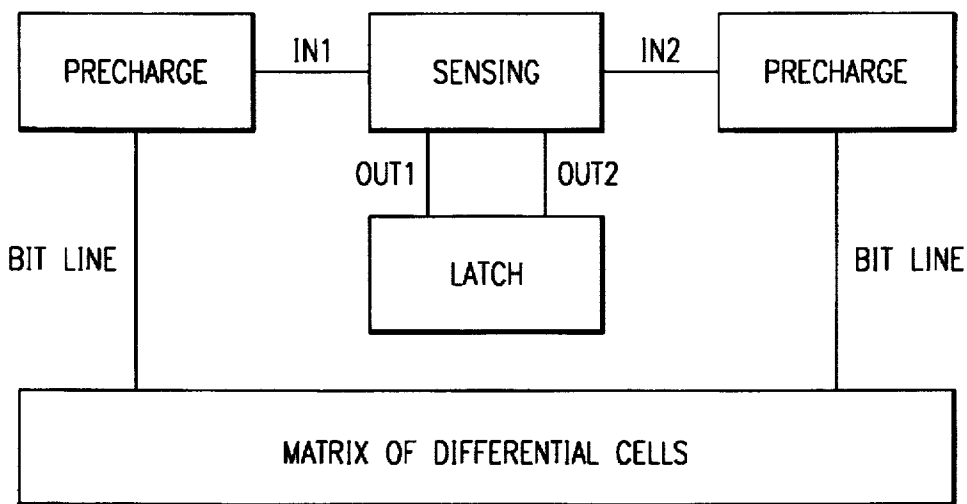 PRECHARGE
IN1
SENSING
IN2
PRECHARGE
OUT1
OUT2
BIT LINE
LATCH
BIT LINE
MATRIX OF DIFFERENTIAL CELLS